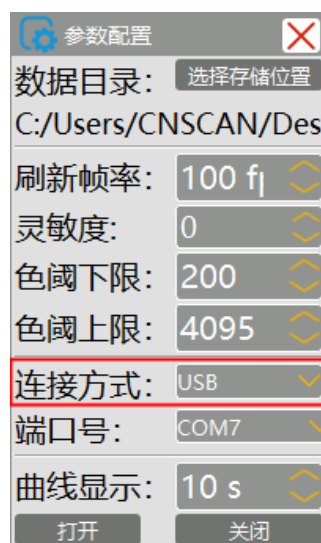 参数配置
数据目录： 选择存储位置
C:/Users/CNSCAN/Des
刷新帧率： 100 f
灵敏度: 0
色阈下限： 200
色阈上限： 4095
连接方式： USB
端口号： COM7
曲线显示： 10 s
打开 关闭